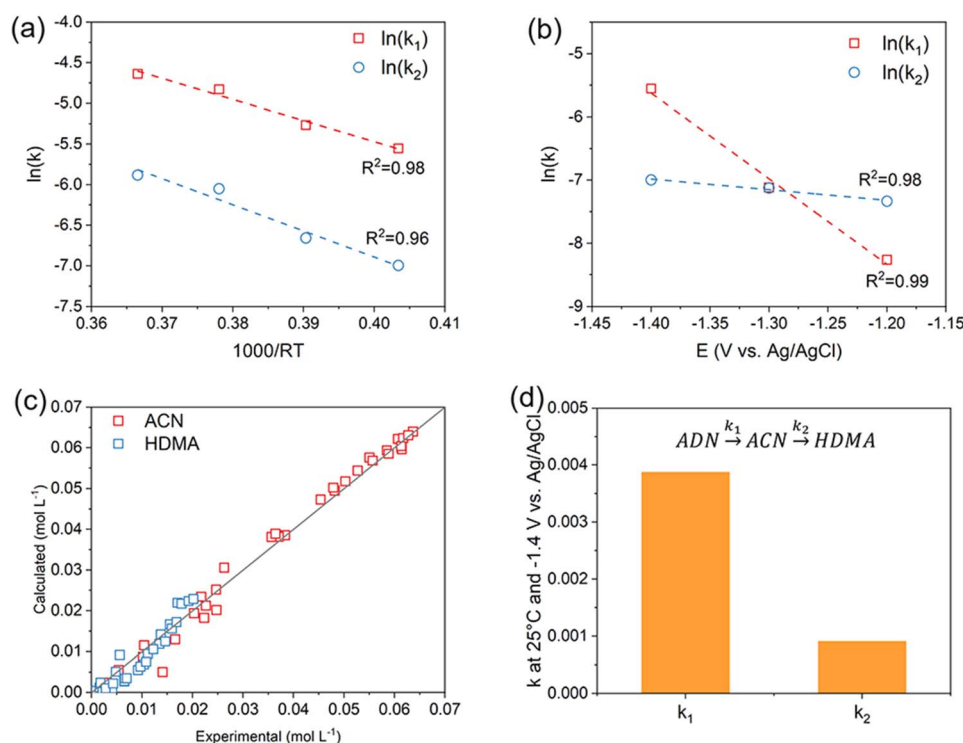 (a)
-4.0
-4.5
-5.0
-5.5
-6.0
-6.5
-7.0
-7.5
ln(k)
ln(k₁)
ln(k₂)
R²=0.98
R²=0.96
0.36 0.37 0.38 0.39 0.40 0.41
1000/RT
(b)
-5
-6
-7
-8
-9
ln(k)
ln(k₁)
ln(k₂)
R²=0.98
R²=0.99
-1.45 -1.40 -1.35 -1.30 -1.25 -1.20 -1.15
E (V vs. Ag/AgCl)
(c)
0.07
0.06
0.05
0.04
0.03
0.02
0.01
0.00
Calculated (mol L⁻¹)
ACN
HDMA
0.00 0.01 0.02 0.03 0.04 0.05 0.06 0.07
Experimental (mol L⁻¹)
(d)
0.005
0.004
0.003
0.002
0.001
0.000
k at 25°C and -1.4 V vs. Ag/AgCl
k₁ k₂
ADN→ACN→HDMA
k₁ k₂